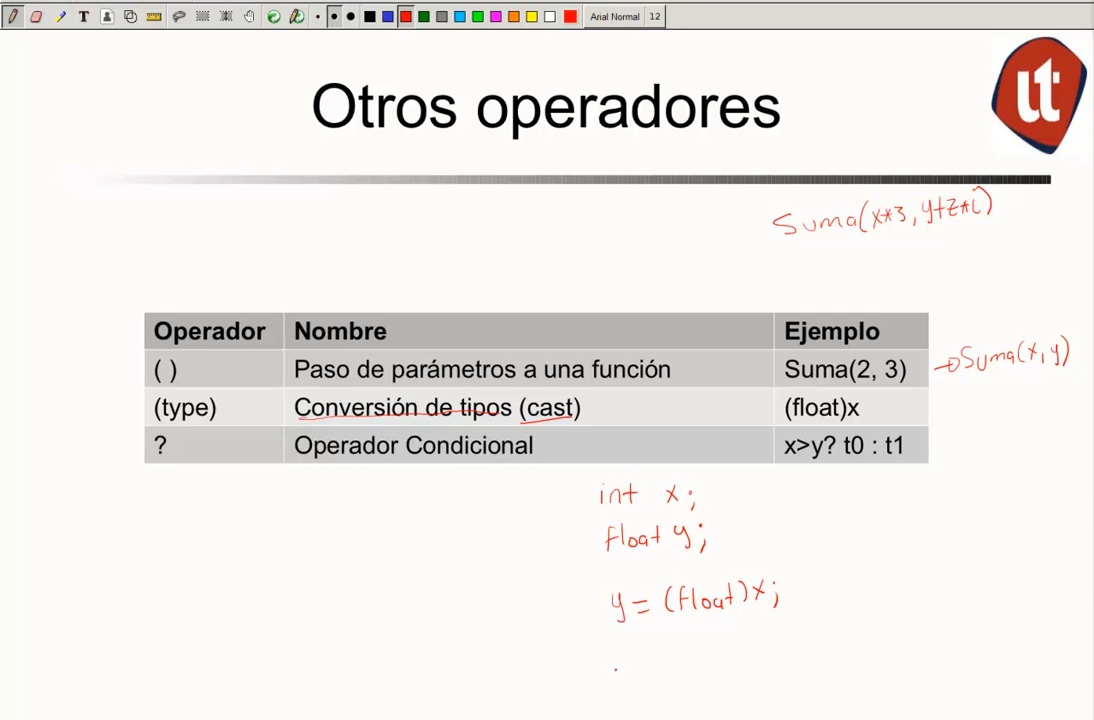 T Arial Normal 12
Otros operadores
ut
Suma(x*3, y+z*i)
Operador Nombre Ejemplo
( ) Paso de parámetros a una función Suma(2, 3) → Suma(x, y)
(type) Conversión de tipos (cast) (float)x
? Operador Condicional x>y? t0 : t1
int x;
float y;
y = (float)x;